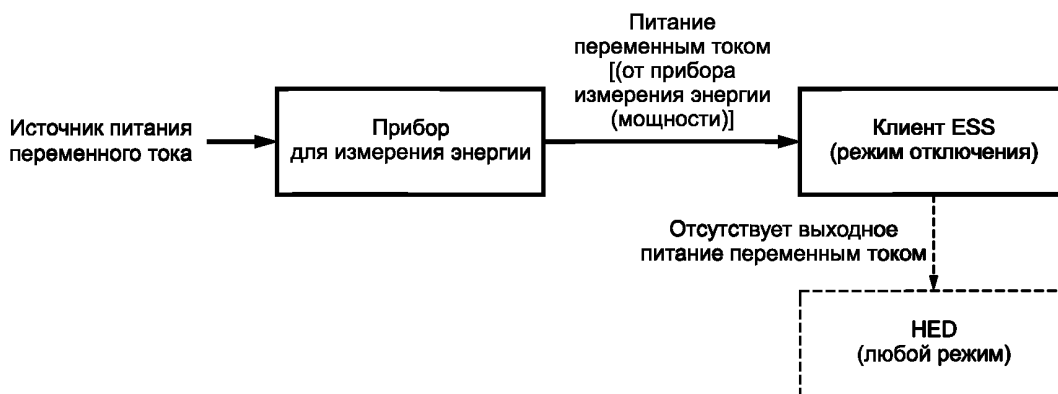 Источник питания
переменного тока
Прибор
для измерения энергии
Питание
переменным током
[(от прибора
измерения энергии
(мощности)]
Клиент ESS
(режим отключения)
Отсутствует выходное
питание переменным током
HED
(любой режим)